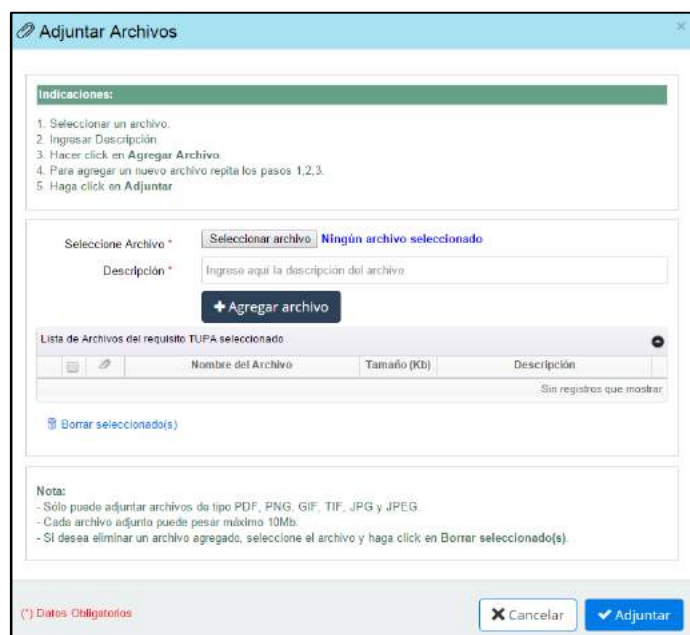 Adjuntar Archivos
×
Indicaciones:
1. Seleccionar un archivo.
2. Ingresar Descripción
3. Hacer click en Agregar Archivo.
4. Para agregar un nuevo archivo repita los pasos 1,2,3.
5. Haga click en Adjuntar
Seleccione Archivo * Seleccionar archivo Ningún archivo seleccionado
Descripción * Ingrese aquí la descripción del archivo
+ Agregar archivo
Lista de Archivos del requisito TUPA seleccionado
Nombre del Archivo Tamaño (Kb) Descripción
Sin registros que mostrar
Borrar seleccionado(s)
Nota:
- Sólo puede adjuntar archivos de tipo PDF, PNG, GIF, TIF, JPG y JPEG.
- Cada archivo adjunto puede pesar máximo 10Mb.
- Si desea eliminar un archivo agregado, seleccione el archivo y haga click en Borrar seleccionado(s).
(*) Datos Obligatorios Cancelar Adjuntar